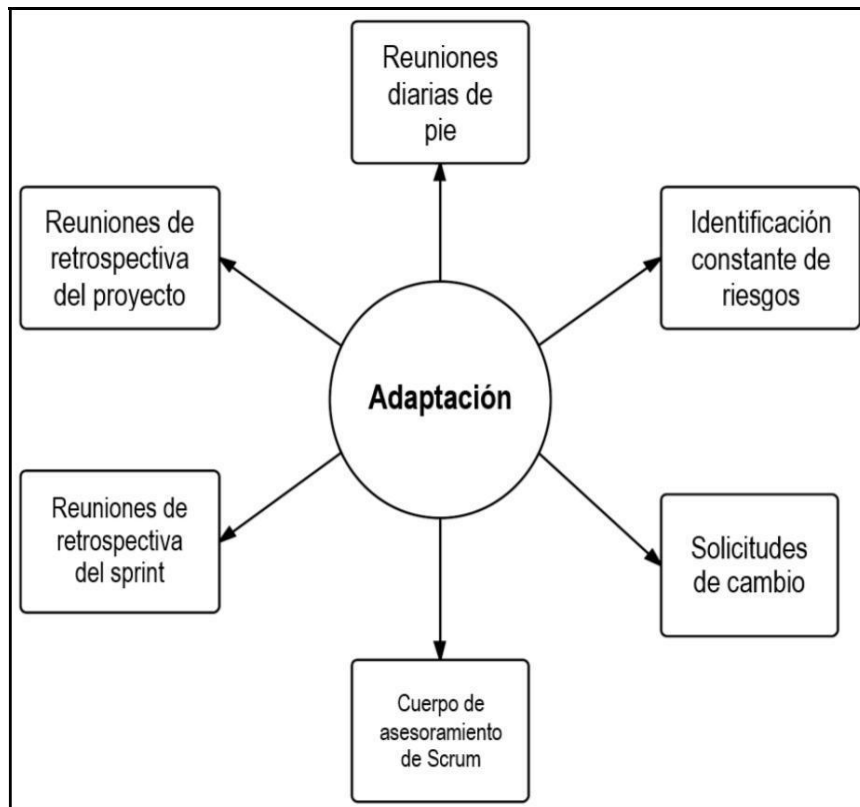 Reuniones
diarias de
pie
Reuniones de
retrospectiva
del proyecto
Identificación
constante de
riesgos
Adaptación
Reuniones de
retrospectiva
del sprint
Solicitudes
de cambio
Cuerpo de
asesoramiento
de Scrum